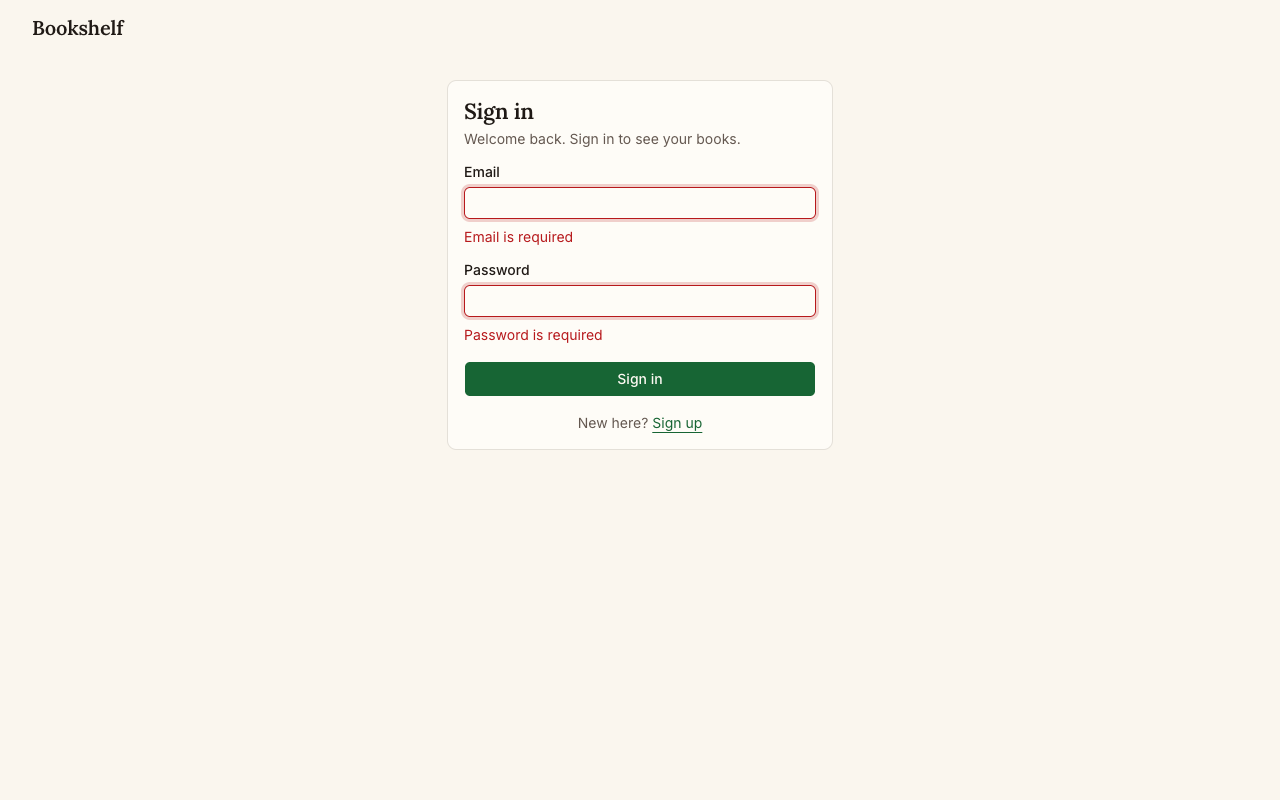 Bookshelf
Sign in
Welcome back. Sign in to see your books.
Email
Email is required
Password
Password is required
Sign in
New here? Sign up